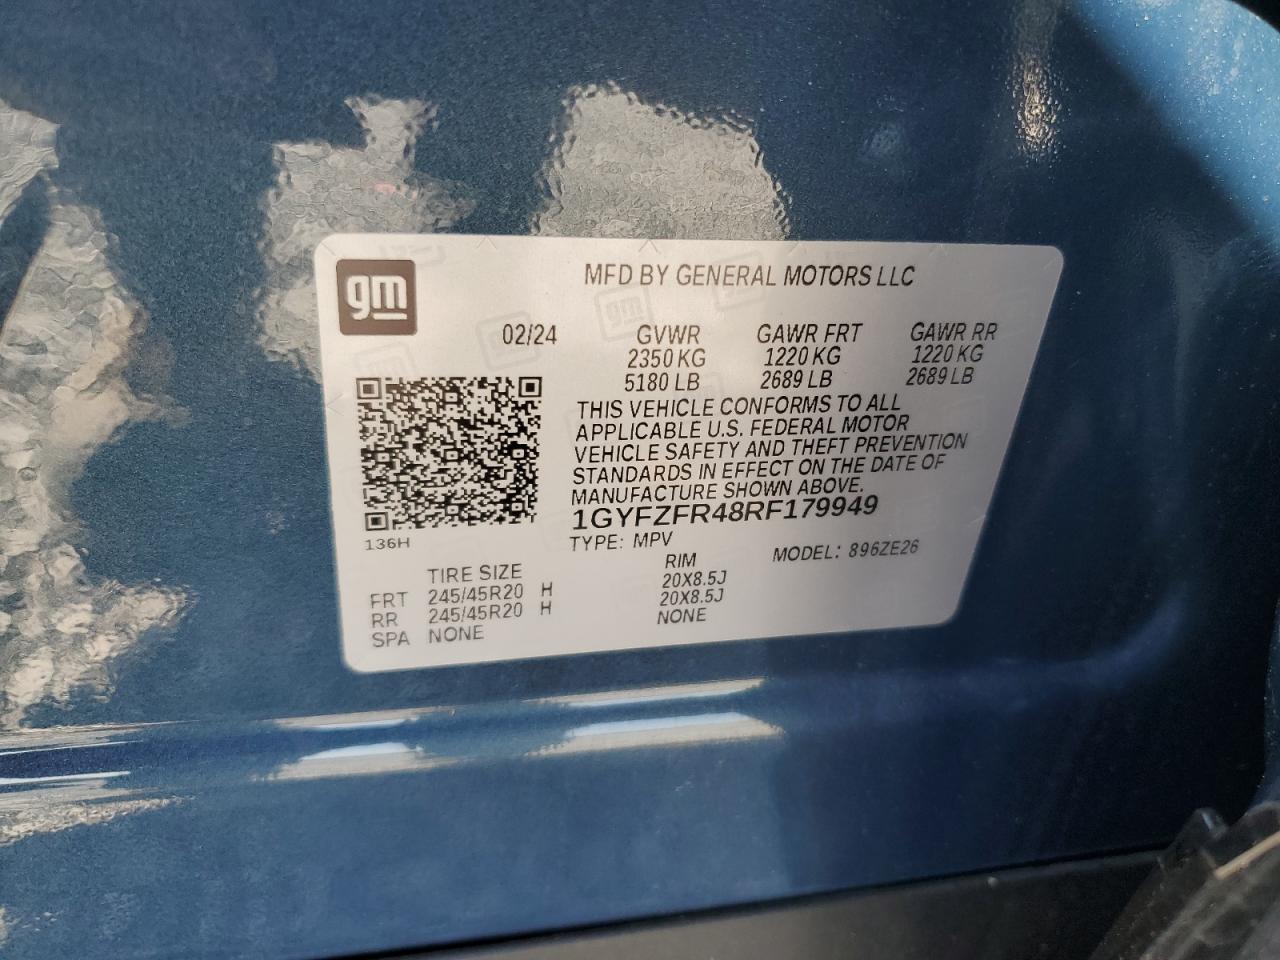 gm
MFD BY GENERAL MOTORS LLC
02/24 GVWR GAWR FRT GAWR RR
2350 KG 1220 KG 1220 KG
5180 LB 2689 LB 2689 LB
THIS VEHICLE CONFORMS TO ALL
APPLICABLE U.S. FEDERAL MOTOR
VEHICLE SAFETY AND THEFT PREVENTION
STANDARDS IN EFFECT ON THE DATE OF
MANUFACTURE SHOWN ABOVE.
1GYFZFR48RF179949
136H
TYPE: MPV MODEL: 896ZE26
TIRE SIZE RIM
FRT 245/45R20 H 20X8.5J
RR 245/45R20 H 20X8.5J
SPA NONE NONE